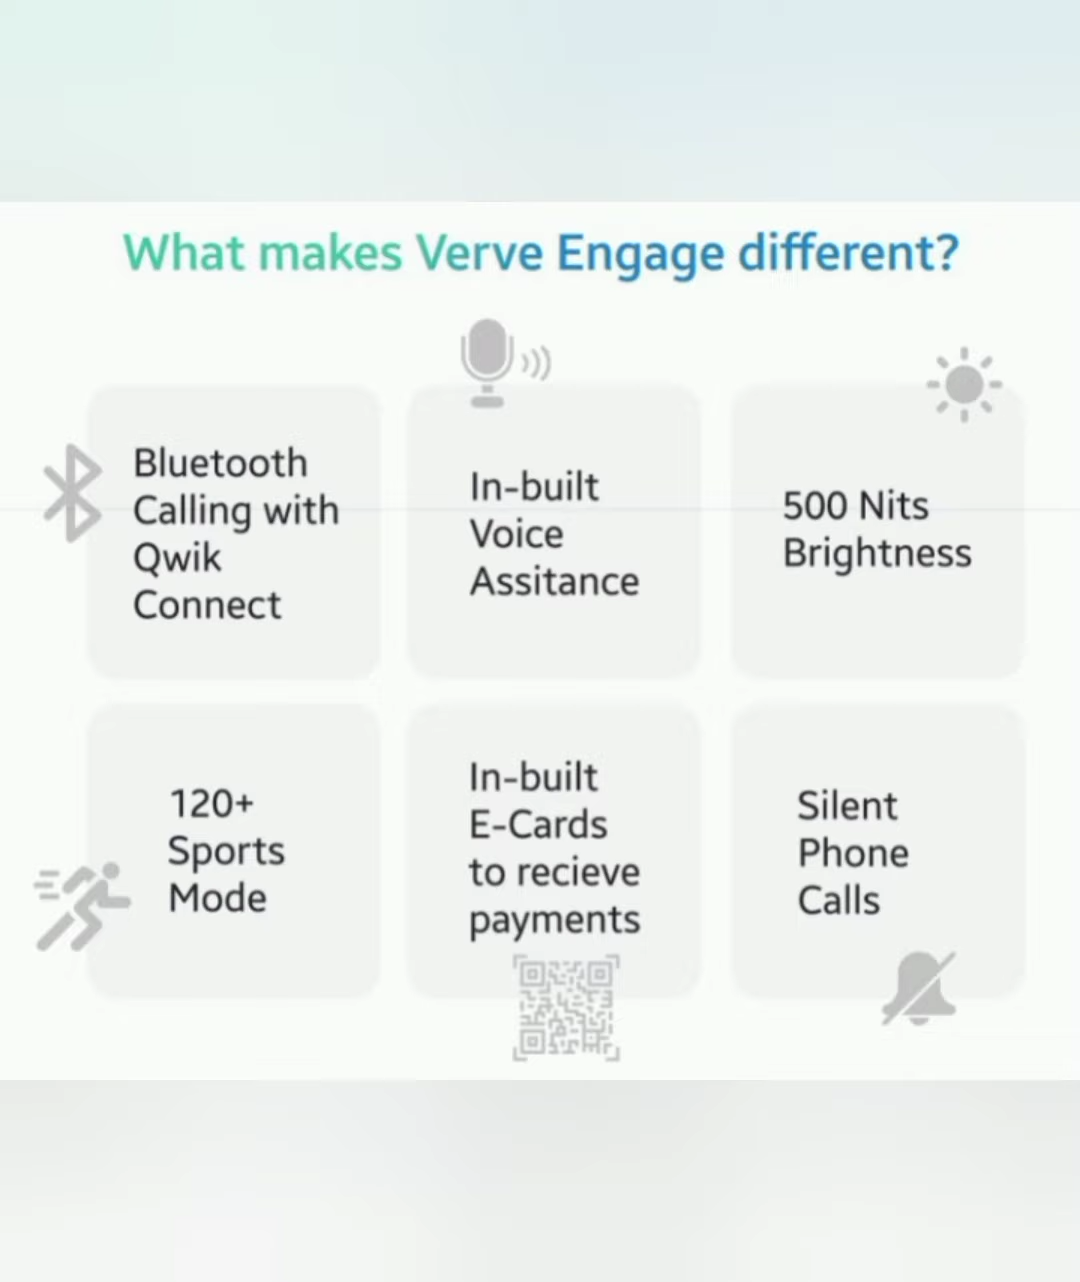 What makes Verve Engage different?
Bluetooth
Calling with
Qwik
Connect
In-built
Voice
Assitance
500 Nits
Brightness
120+
Sports
Mode
In-built
E-Cards
to recieve
payments
Silent
Phone
Calls